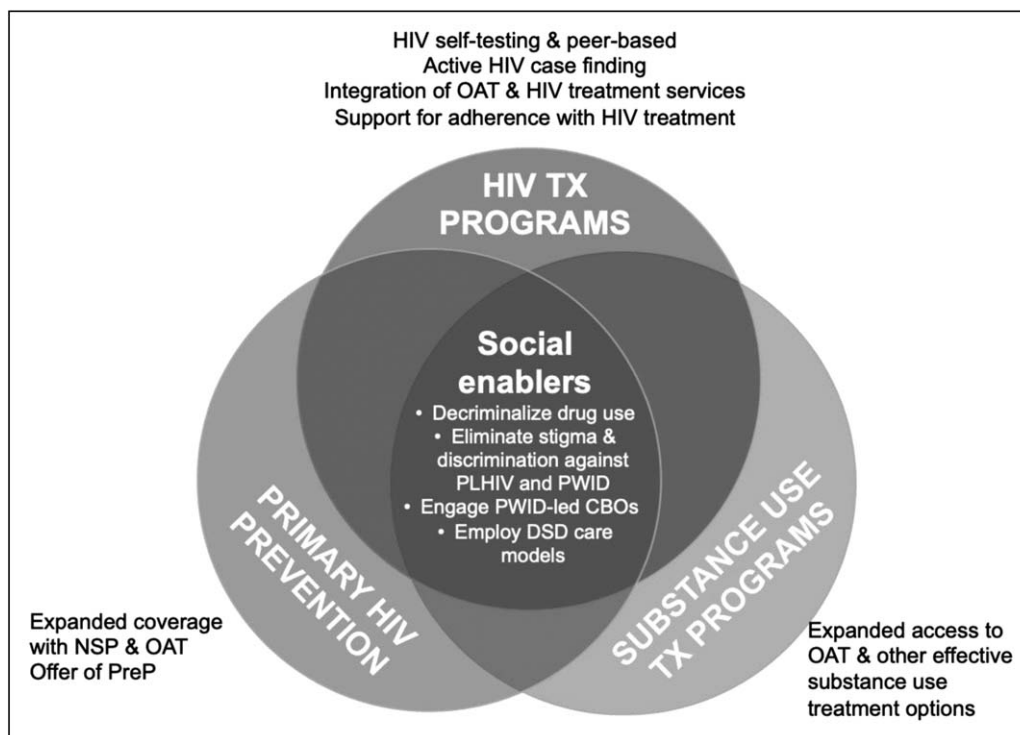 HIV self-testing & peer-based
Active HIV case finding
Integration of OAT & HIV treatment services
Support for adherence with HIV treatment
HIV TX
PROGRAMS
Social
enablers
• Decriminalize drug use
• Eliminate stigma &
discrimination against
PLHIV and PWID
• Engage PWID-led CBOs
• Employ DSD care
models
PRIMARY HIV
PREVENTION
SUBSTANCE USE
TX PROGRAMS
Expanded coverage
with NSP & OAT
Offer of PreP
Expanded access to
OAT & other effective
substance use
treatment options